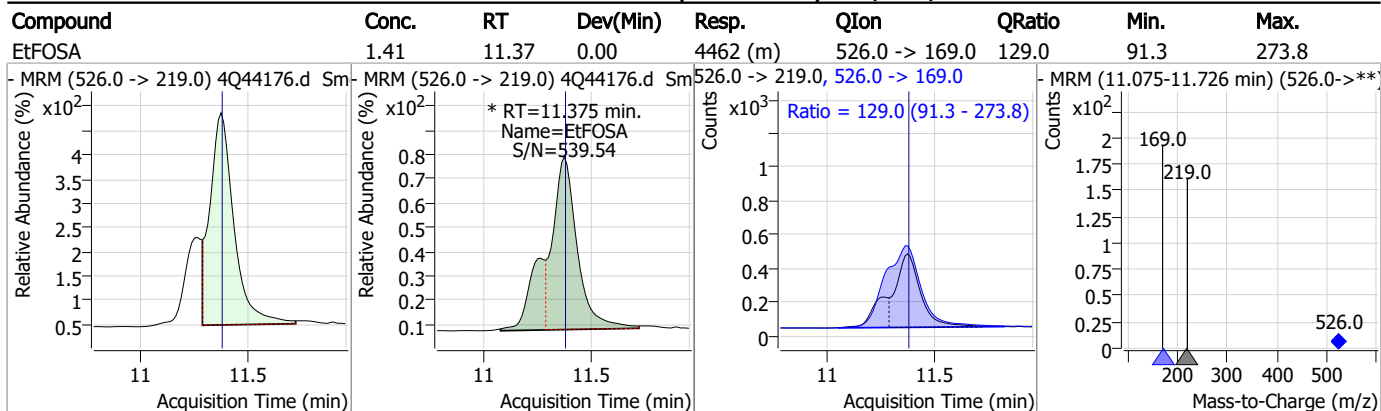 Compound Conc. RT Dev(Min) Resp. QIon QRatio Min. Max.
EtFOSA 1.41 11.37 0.00 4462 (m) 526.0 -> 169.0 129.0 91.3 273.8
- MRM (526.0 -> 219.0) 4Q44176.d Sm
Relative Abundance (%)
x10²
4
3.5
3
2.5
2
1.5
1
0.5
11 11.5
Acquisition Time (min)
- MRM (526.0 -> 219.0) 4Q44176.d Sm
Relative Abundance (%)
x10²
* RT=11.375 min.
Name=EtFOSA
S/N=539.54
0.8
0.7
0.6
0.5
0.4
0.3
0.2
0.1
11 11.5
Acquisition Time (min)
526.0 -> 219.0, 526.0 -> 169.0
Counts
x10³
Ratio = 129.0 (91.3 - 273.8)
1
0.8
0.6
0.4
0.2
0
11 11.5
Acquisition Time (min)
- MRM (11.075-11.726 min) (526.0->**)
Counts
x10²
2
1.75
1.5
1.25
1
0.75
0.5
0.25
0
169.0
219.0
526.0
200 300 400 500
Mass-to-Charge (m/z)